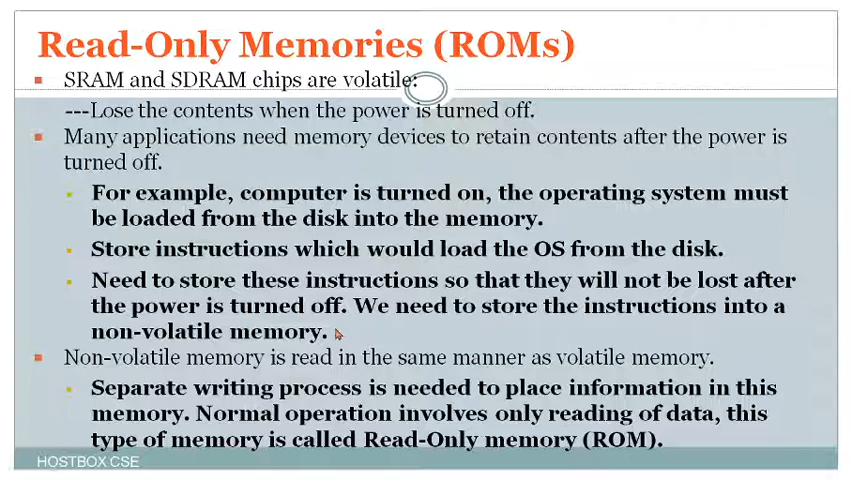 Read-Only Memories (ROMs)
SRAM and SDRAM chips are volatile:
---Lose the contents when the power is turned off.
Many applications need memory devices to retain contents after the power is
turned off.
For example, computer is turned on, the operating system must
be loaded from the disk into the memory.
Store instructions which would load the OS from the disk.
Need to store these instructions so that they will not be lost after
the power is turned off. We need to store the instructions into a
non-volatile memory.
Non-volatile memory is read in the same manner as volatile memory.
Separate writing process is needed to place information in this
memory. Normal operation involves only reading of data, this
type of memory is called Read-Only memory (ROM).
HOSTBOX CSE